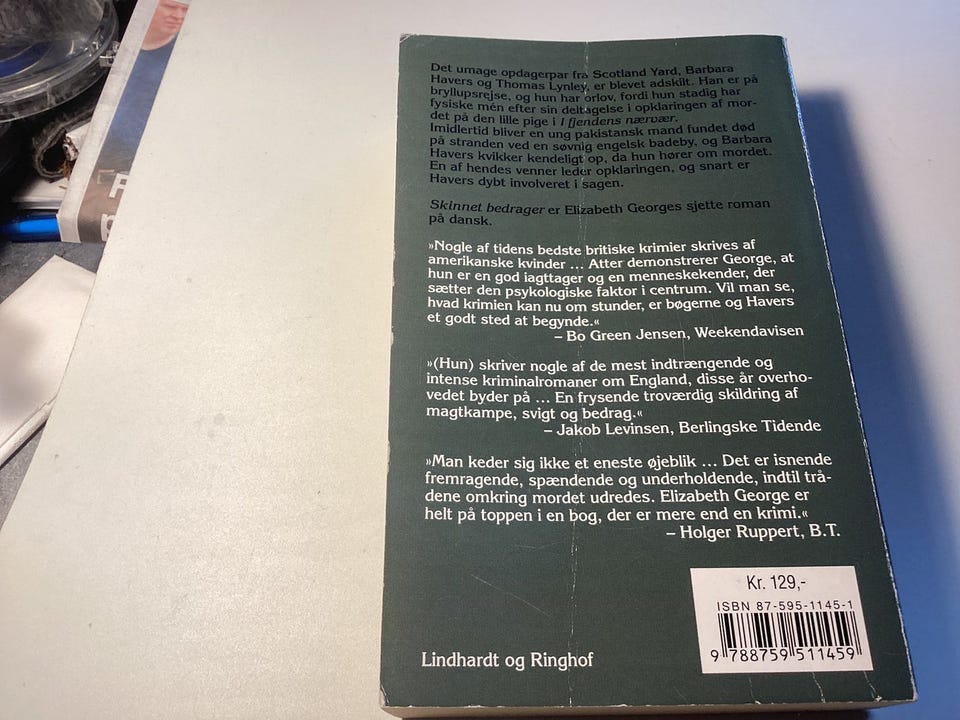 Det umage opdagerpar fra Scotland Yard, Barbara
Havers og Thomas Lynley, er blevet adskilt. Han er på
bryllupsrejse, og hun har orlov, fordi hun stadig har
fysiske mén efter sin deltagelse i opklaringen af mor-
det på den lille pige i I fjendens nærvær.
Imidlertid bliver en ung pakistansk mand fundet død
på stranden ved en søvnig engelsk badeby, og Barbara
Havers kvikker kendeligt op, da hun hører om mordet.
En af hendes venner leder opklaringen, og snart er
Havers dybt involveret i sagen.
Skinnet bedrager er Elizabeth Georges sjette roman
på dansk.
»Nogle af tidens bedste britiske krimier skrives af
amerikanske kvinder ... Atter demonstrerer George, at
hun er en god iagttager og en menneskekender, der
sætter den psykologiske faktor i centrum. Vil man se,
hvad krimien kan nu om stunder, er bøgerne og Havers
et godt sted at begynde.«
– Bo Green Jensen, Weekendavisen
»(Hun) skriver nogle af de mest indtrængende og
intense kriminalromaner om England, disse år overho-
vedet byder på ... En frysende troværdig skildring af
magtkampe, svigt og bedrag.«
– Jakob Levinsen, Berlingske Tidende
»Man keder sig ikke et eneste øjeblik ... Det er isnende
fremragende, spændende og underholdende, indtil trå-
dene omkring mordet udredes. Elizabeth George er
helt på toppen i en bog, der er mere end en krimi.«
– Holger Ruppert, B.T.
Kr. 129,-
ISBN 87-595-1145-1
9 788759 511459
Lindhardt og Ringhof